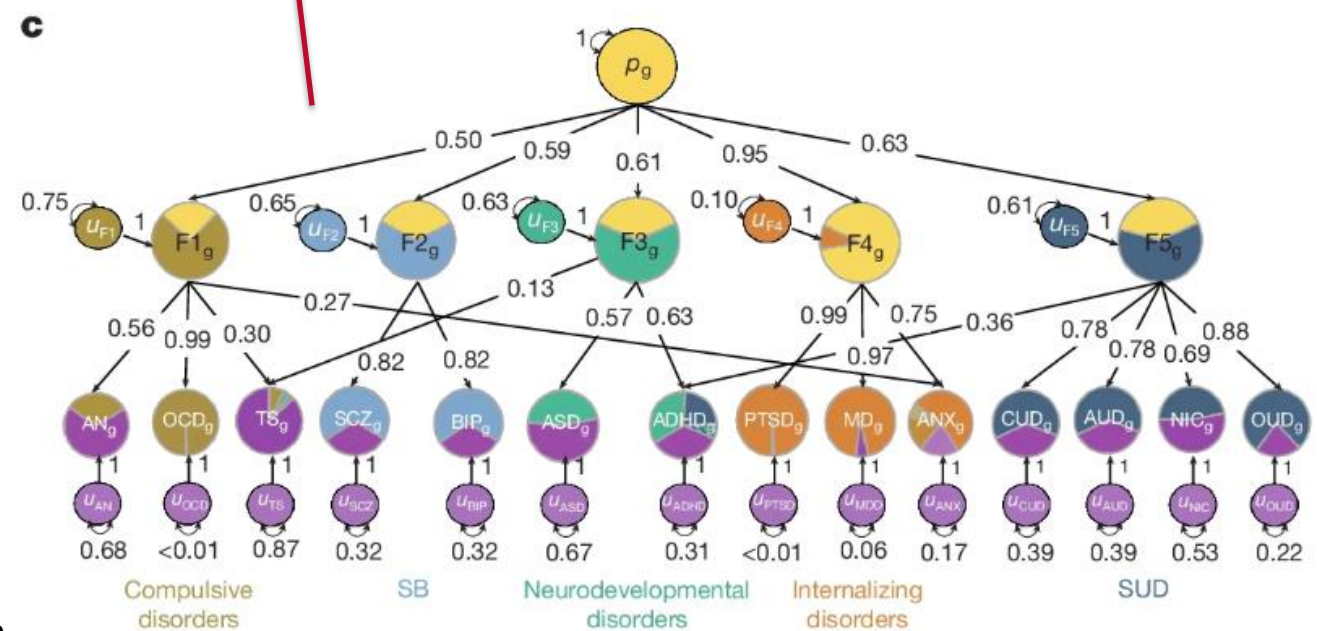 c
1
pg
0.50 0.59 0.61 0.95 0.63
0.75 0.65 0.63 0.10 0.61
uF1 1 F1g uF2 1 F2g uF3 1 F3g uF4 1 F4g uF5 1 F5g
0.27 0.13
0.56 0.99 0.30 0.82 0.82 0.57 0.63 0.99 0.97 0.75 0.36 0.78 0.78 0.69 0.88
ANg OCDg TSg SCZg BIPg ASDg ADHDg PTSDg MDg ANXg CUDg AUDg NICg OUDg
1 1 1 1 1 1 1 1 1 1 1 1 1 1
uAN uOCD uTS uSCZ uBIP uASD uADHD uPTSD uMDD uANX uCUD uAUD uNIC uOUD
0.68 <0.01 0.87 0.32 0.32 0.67 0.31 <0.01 0.06 0.17 0.39 0.39 0.53 0.22
Compulsive SB Neurodevelopmental Internalizing SUD
disorders disorders disorders